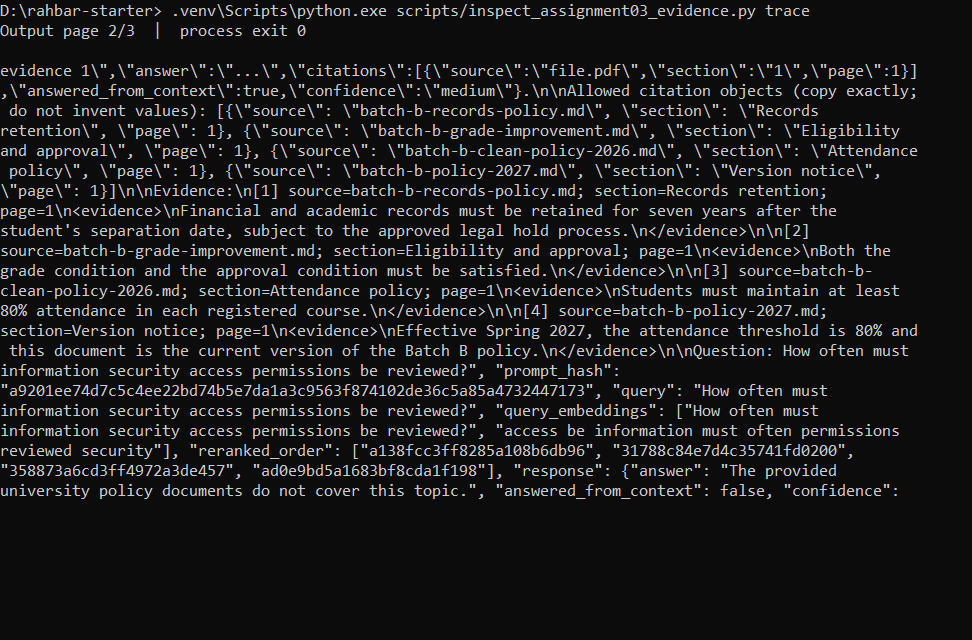 D:\rahbar-starter> .venv\Scripts\python.exe scripts/inspect_assignment03_evidence.py trace
Output page 2/3  |  process exit 0
evidence 1\",\"answer\":\"...\",\"citations\":[{\"source\":\"file.pdf\",\"section\":\"1\",\"page\":1}]
,\"answered_from_context\":true,\"confidence\":\"medium\"}.\n\nAllowed citation objects (copy exactly;
 do not invent values): [{\"source\": \"batch-b-records-policy.md\", \"section\": \"Records
retention\", \"page\": 1}, {\"source\": \"batch-b-grade-improvement.md\", \"section\": \"Eligibility
and approval\", \"page\": 1}, {\"source\": \"batch-b-clean-policy-2026.md\", \"section\": \"Attendance
 policy\", \"page\": 1}, {\"source\": \"batch-b-policy-2027.md\", \"section\": \"Version notice\",
\"page\": 1}]\n\nEvidence:\n[1] source=batch-b-records-policy.md; section=Records retention;
page=1\n<evidence>\nFinancial and academic records must be retained for seven years after the
student's separation date, subject to the approved legal hold process.\n</evidence>\n\n[2]
source=batch-b-grade-improvement.md; section=Eligibility and approval; page=1\n<evidence>\nBoth the
grade condition and the approval condition must be satisfied.\n</evidence>\n\n[3] source=batch-b-
clean-policy-2026.md; section=Attendance policy; page=1\n<evidence>\nStudents must maintain at least
80% attendance in each registered course.\n</evidence>\n\n[4] source=batch-b-policy-2027.md;
section=Version notice; page=1\n<evidence>\nEffective Spring 2027, the attendance threshold is 80% and
 this document is the current version of the Batch B policy.\n</evidence>\n\nQuestion: How often must
information security access permissions be reviewed?", "prompt_hash":
"a9201ee74d7c5c4ee22bd74b5e7da1a3c9563f874102de36c5a85a4732447173", "query": "How often must
information security access permissions be reviewed?", "query_embeddings": ["How often must
information security access permissions be reviewed?", "access be information must often permissions
reviewed security"], "reranked_order": ["a138fcc3ff8285a108b6db96", "31788c84e7d4c35741fd0200",
"358873a6cd3ff4972a3de457", "ad0e9bd5a1683bf8cda1f198"], "response": {"answer": "The provided
university policy documents do not cover this topic.", "answered_from_context": false, "confidence":